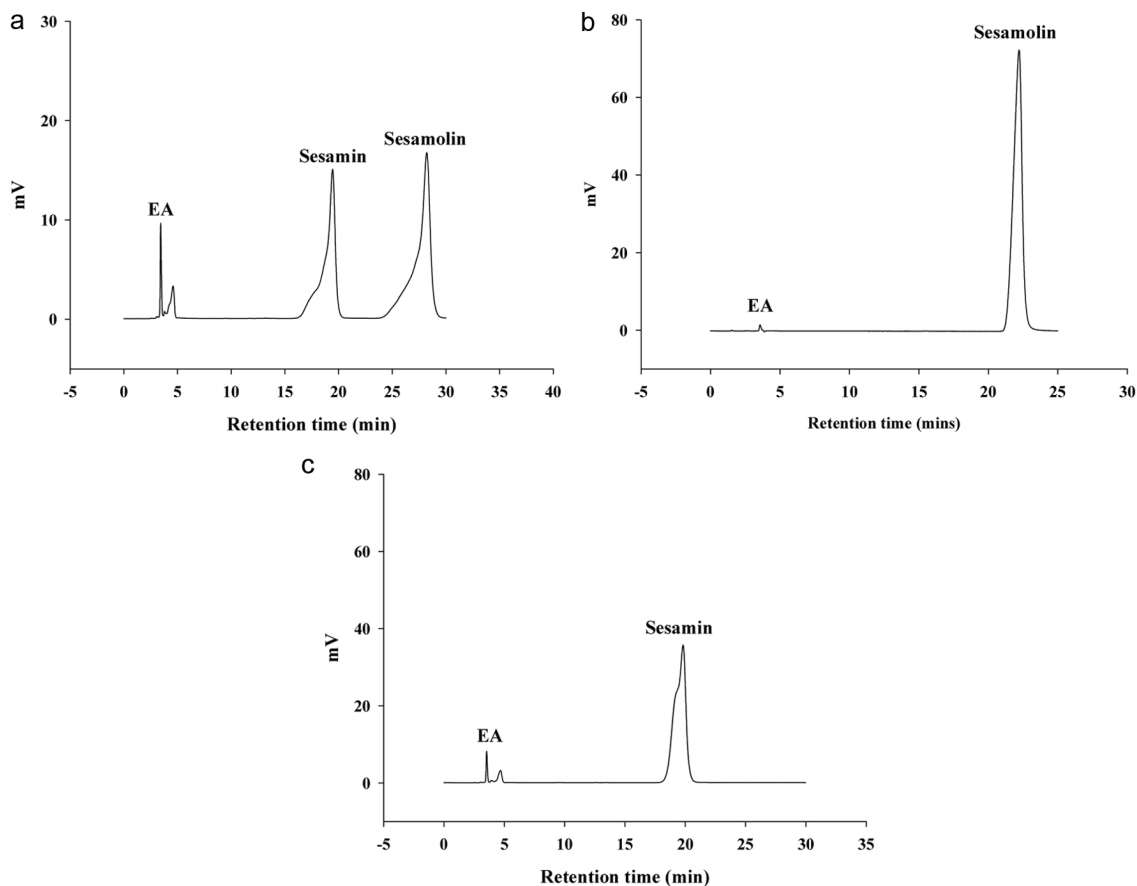 a
30
20
10
0
mV
EA
Sesamin
Sesamolin
-5 0 5 10 15 20 25 30 35 40
Retention time (min)
b
80
60
40
20
0
-10
mV
EA
Sesamolin
-5 0 5 10 15 20 25 30
Retention time (mins)
c
80
60
40
20
0
mV
EA
Sesamin
-5 0 5 10 15 20 25 30 35
Retention time (min)